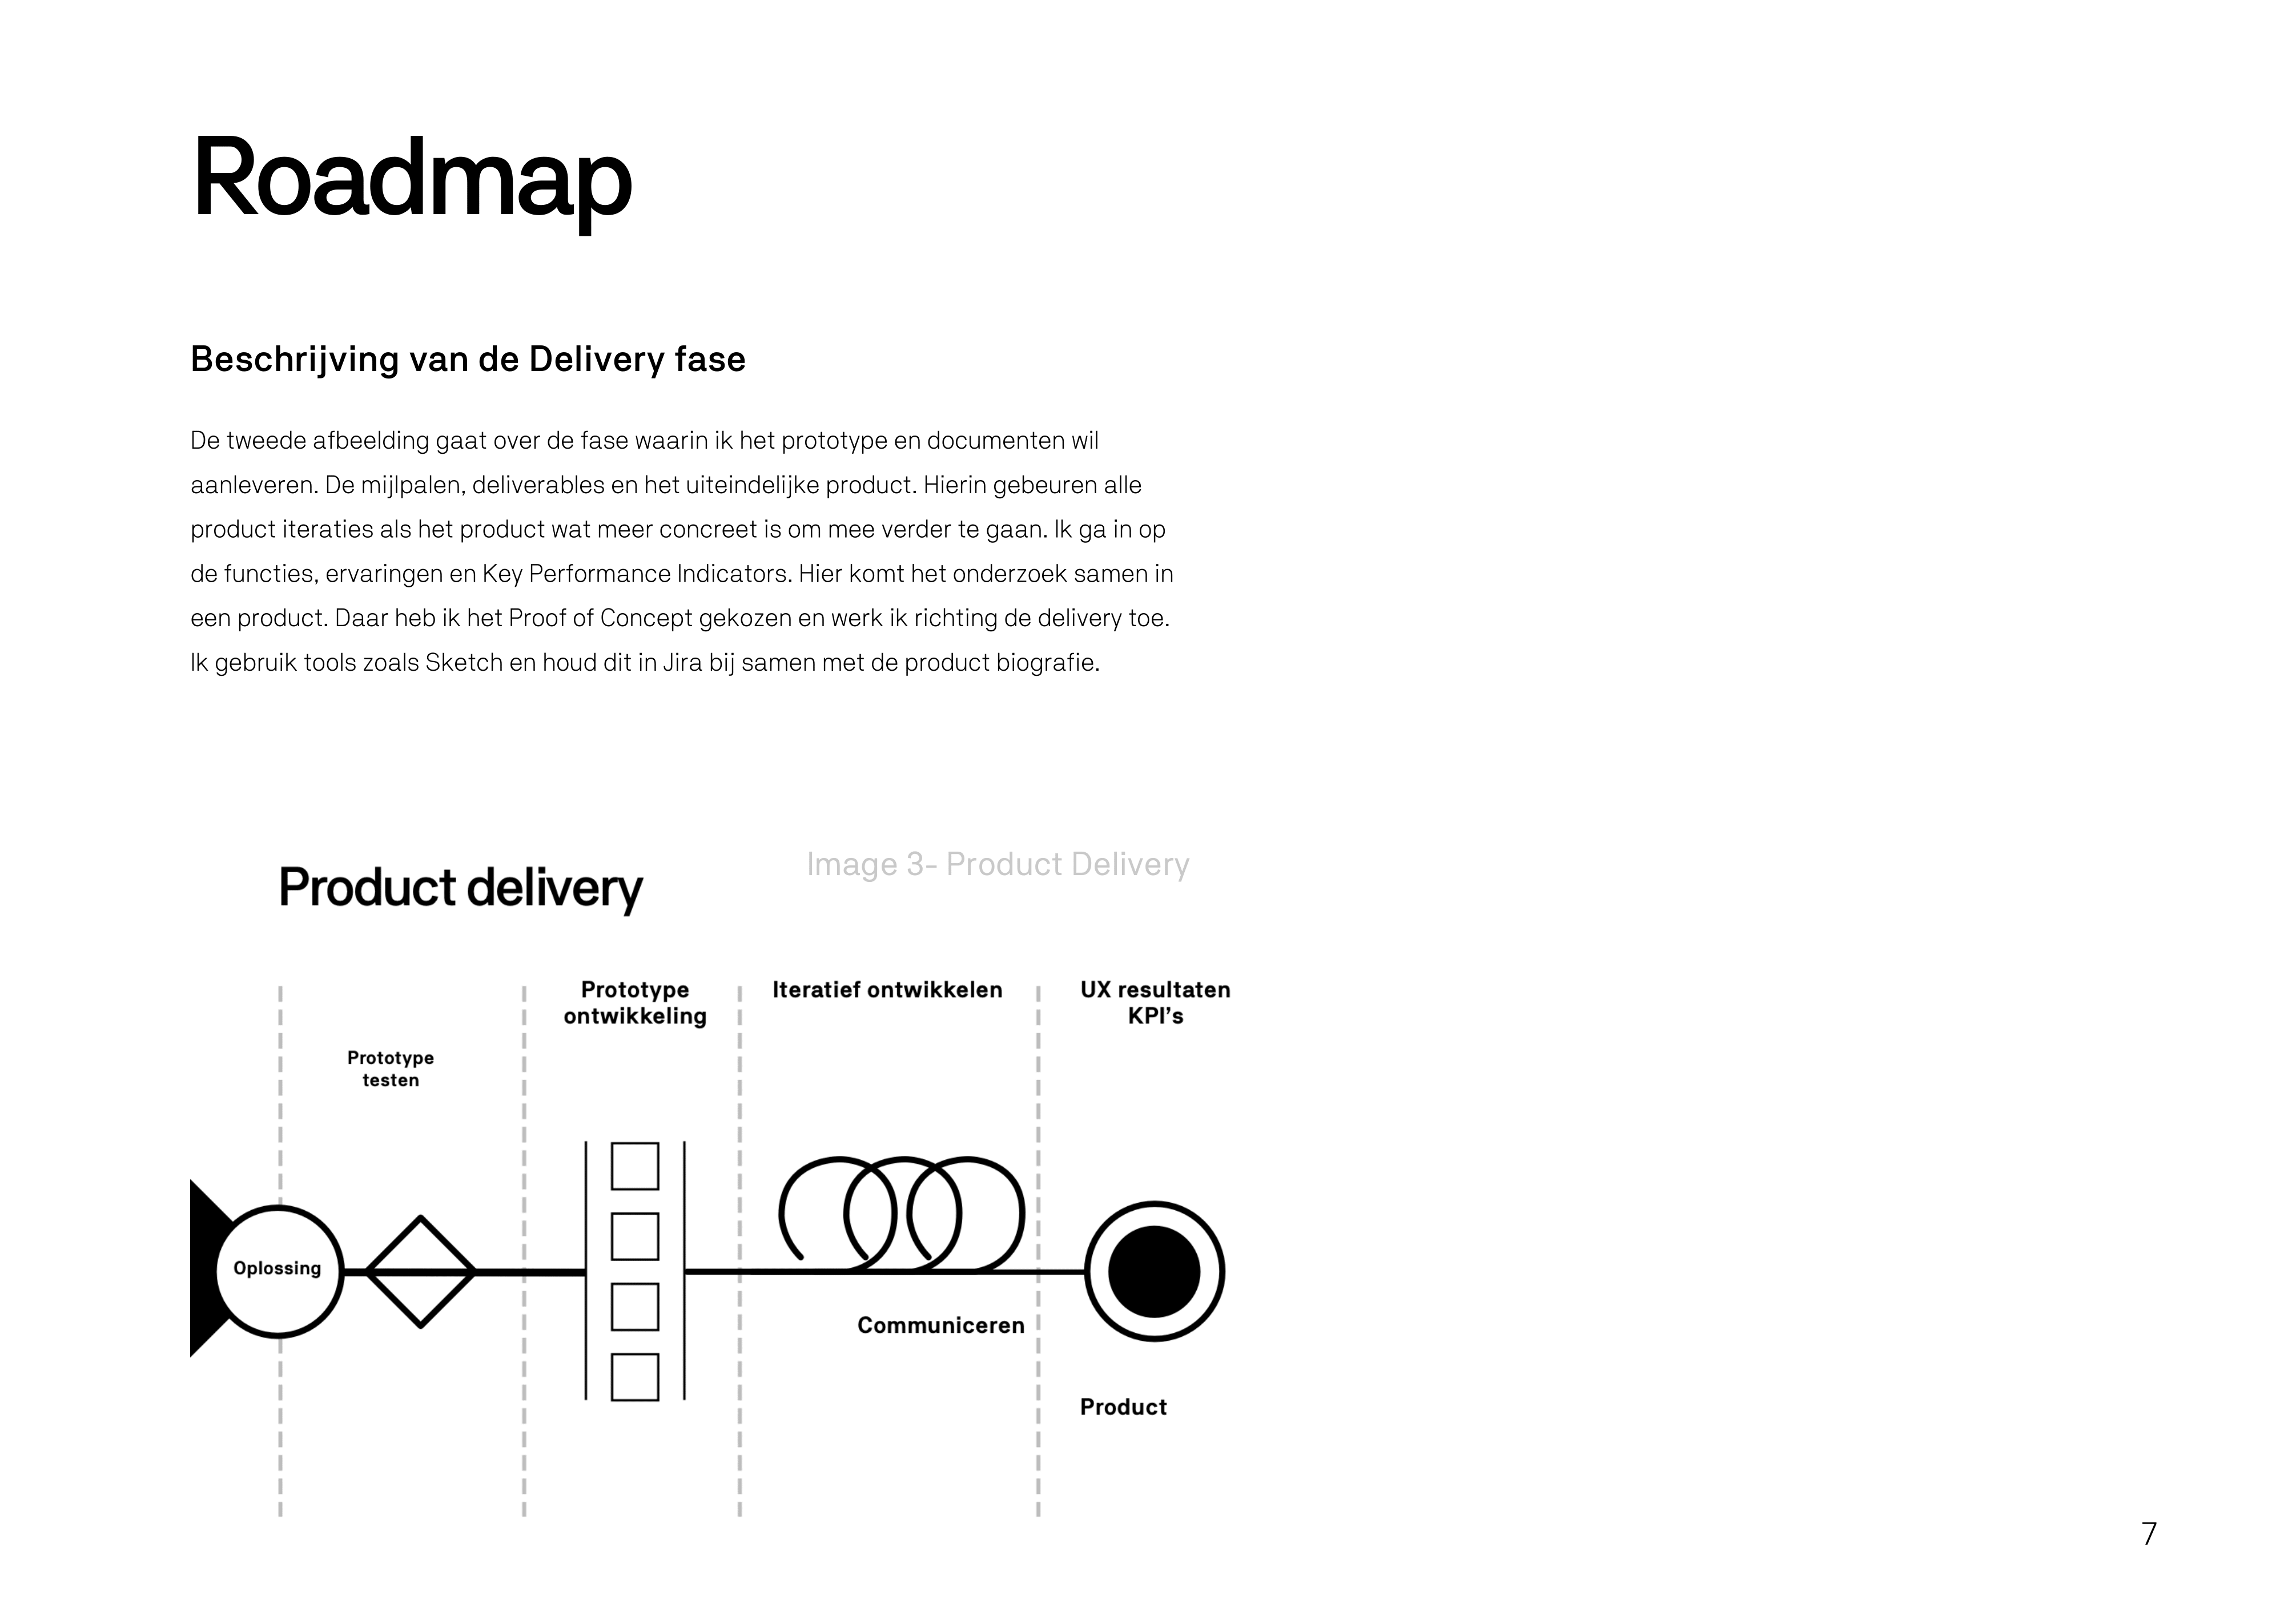 Roadmap
Beschrijving van de Delivery fase
De tweede afbeelding gaat over de fase waarin ik het prototype en documenten wil
aanleveren. De mijlpalen, deliverables en het uiteindelijke product. Hierin gebeuren alle
product iteraties als het product wat meer concreet is om mee verder te gaan. Ik ga in op
de functies, ervaringen en Key Performance Indicators. Hier komt het onderzoek samen in
een product. Daar heb ik het Proof of Concept gekozen en werk ik richting de delivery toe.
Ik gebruik tools zoals Sketch en houd dit in Jira bij samen met de product biografie.
Image 3- Product Delivery
Product delivery
Prototype
testen
Prototype
ontwikkeling
Iteratief ontwikkelen
UX resultaten
KPI's
Oplossing
Communiceren
Product
7